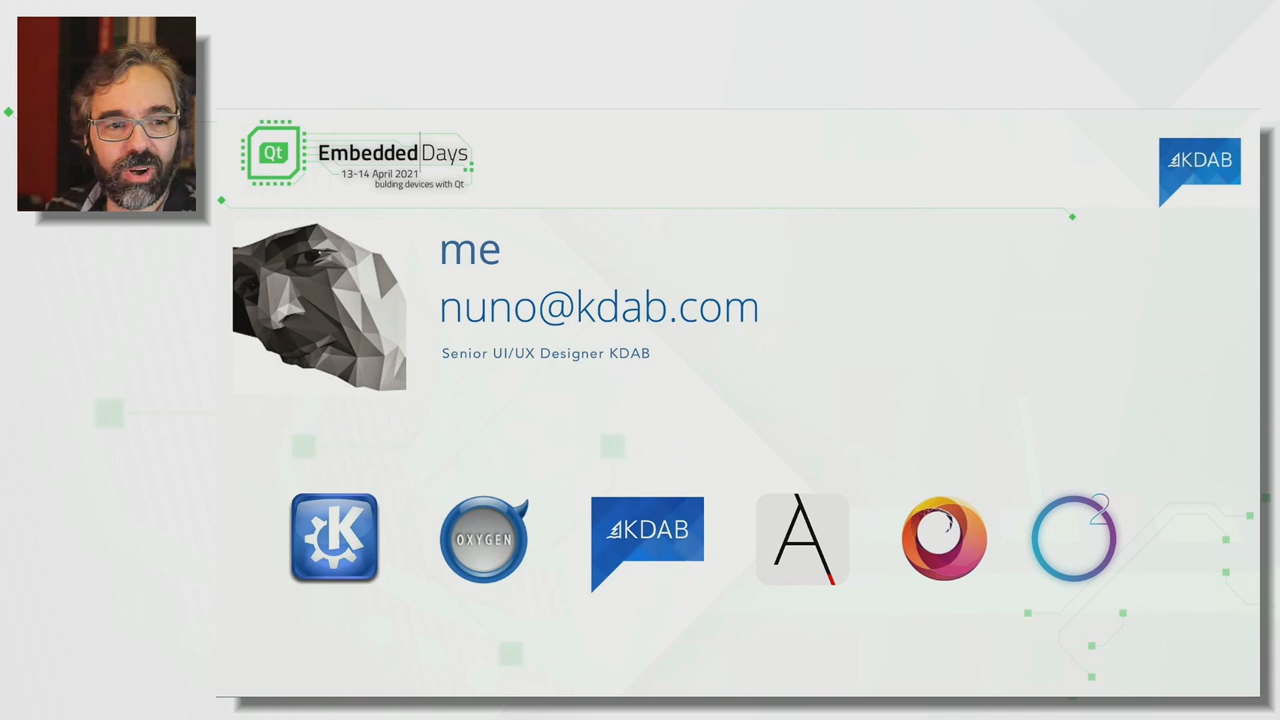 Qt
Embedded Days
13-14 April 2021
bulding devices with Qt
KDAB
me
nuno@kdab.com
Senior UI/UX Designer KDAB
K
OXYGEN
KDAB
A
2